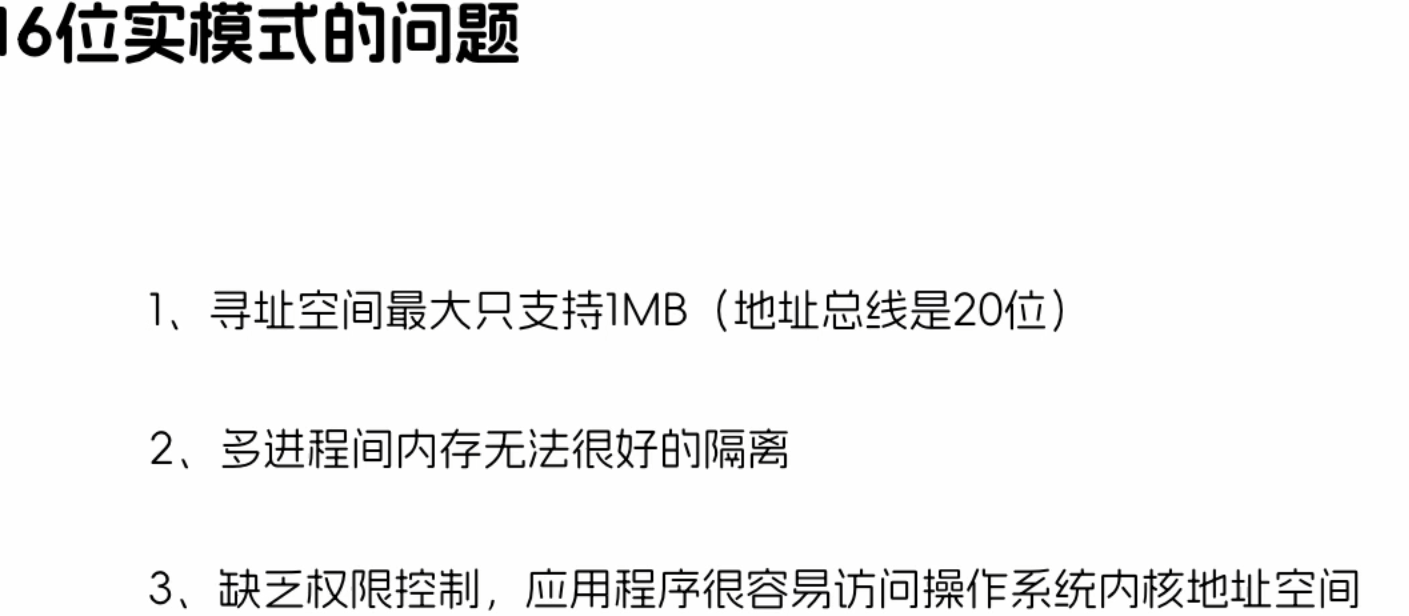 16位实模式的问题
1、寻址空间最大只支持1MB（地址总线是20位）
2、多进程间内存无法很好的隔离
3、缺乏权限控制，应用程序很容易访问操作系统内核地址空间